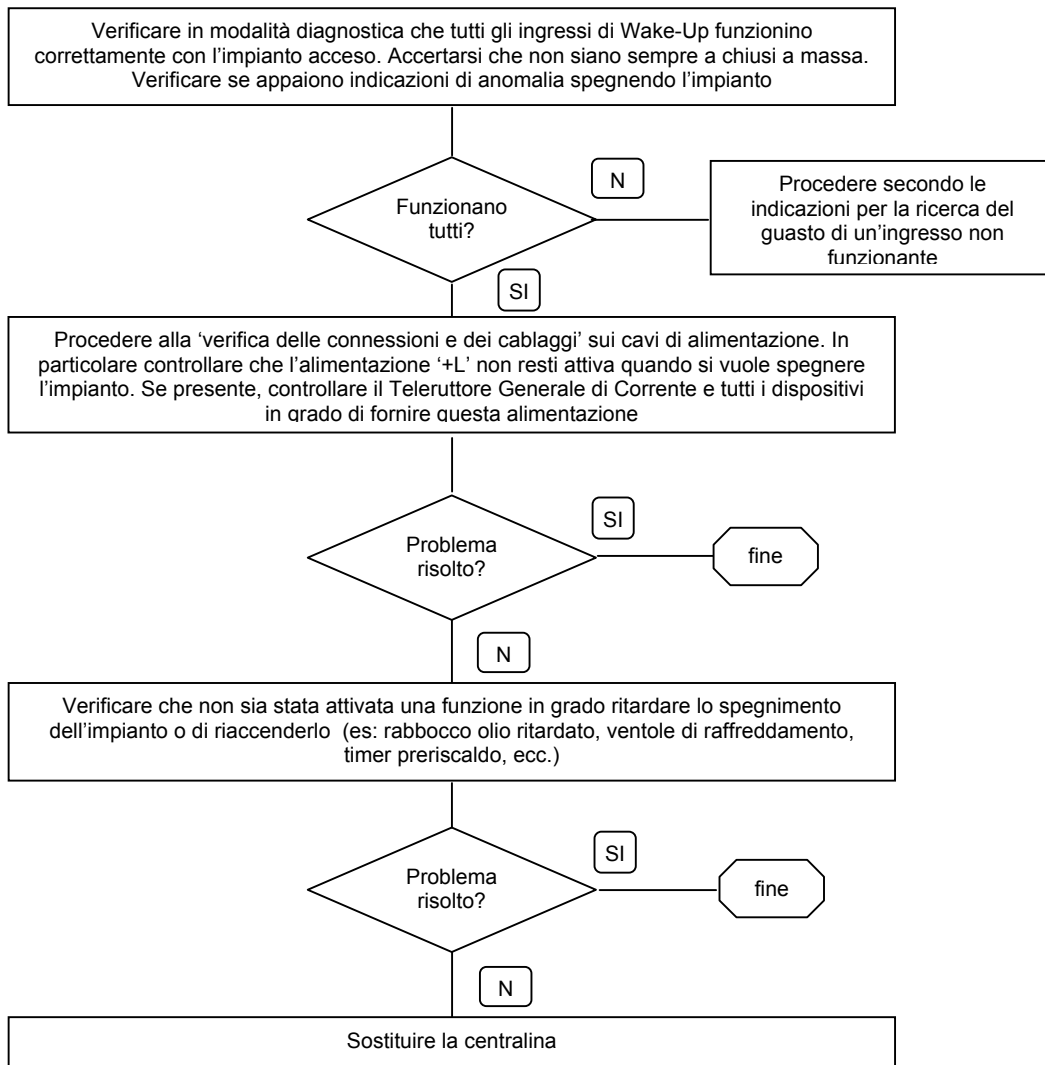 Verificare in modalità diagnostica che tutti gli ingressi di Wake-Up funzionino
correttamente con l'impianto acceso. Accertarsi che non siano sempre a chiusi a massa.
Verificare se appaiono indicazioni di anomalia spegnendo l'impianto
N
Funzionano
tutti?
Procedere secondo le
indicazioni per la ricerca del
guasto di un'ingresso non
funzionante
SI
Procedere alla 'verifica delle connessioni e dei cablaggi' sui cavi di alimentazione. In
particolare controllare che l'alimentazione '+L' non resti attiva quando si vuole spegnere
l'impianto. Se presente, controllare il Teleruttore Generale di Corrente e tutti i dispositivi
in grado di fornire questa alimentazione
SI
Problema
risolto?
fine
N
Verificare che non sia stata attivata una funzione in grado ritardare lo spegnimento
dell'impianto o di riaccenderlo (es: rabbocco olio ritardato, ventole di raffreddamento,
timer preriscaldo, ecc.)
SI
Problema
risolto?
fine
N
Sostituire la centralina